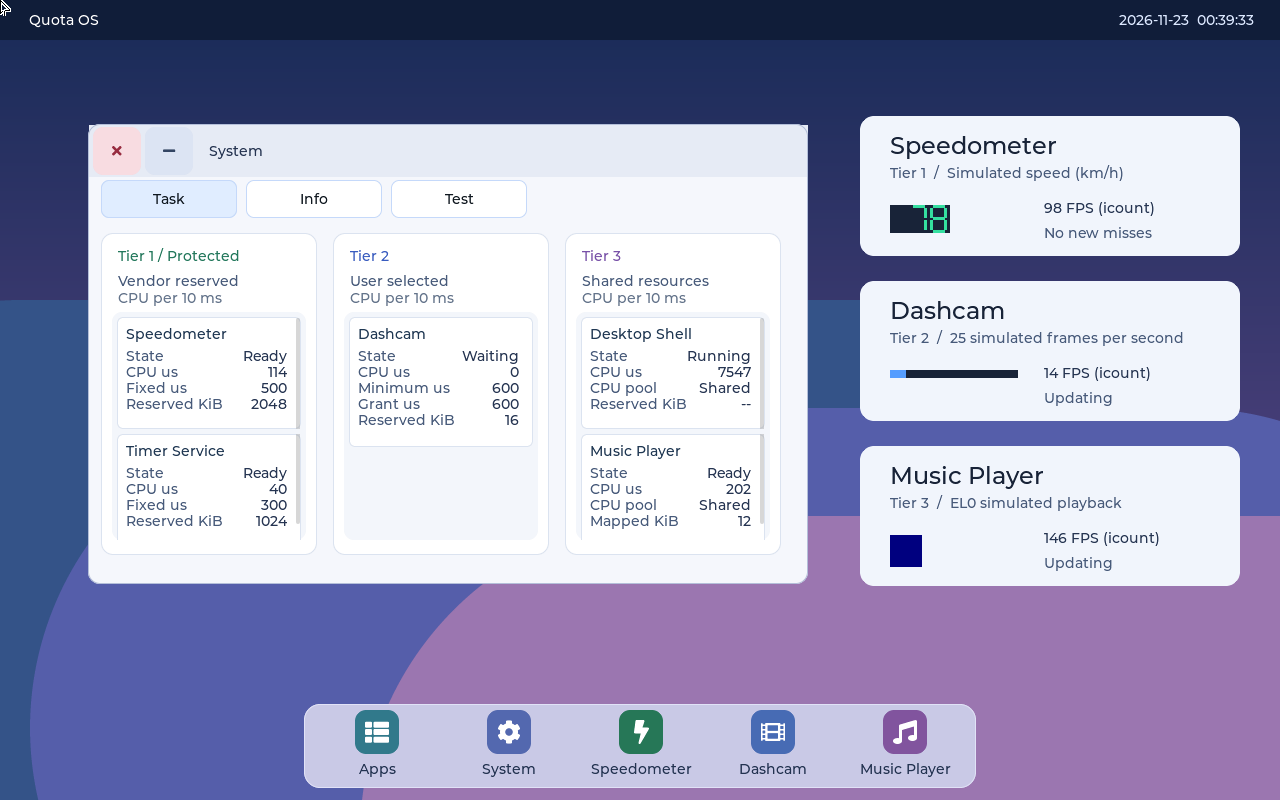 Quota OS
2026-11-23 00:39:33
System
Task
Info
Test
Tier 1 / Protected
Vendor reserved
CPU per 10 ms
Speedometer
State Ready
CPU us 114
Fixed us 500
Reserved KiB 2048
Timer Service
State Ready
CPU us 40
Fixed us 300
Reserved KiB 1024
Tier 2
User selected
CPU per 10 ms
Dashcam
State Waiting
CPU us 0
Minimum us 600
Grant us 600
Reserved KiB 16
Tier 3
Shared resources
CPU per 10 ms
Desktop Shell
State Running
CPU us 7547
CPU pool Shared
Reserved KiB --
Music Player
State Ready
CPU us 202
CPU pool Shared
Mapped KiB 12
Speedometer
Tier 1 / Simulated speed (km/h)
78
98 FPS (icount)
No new misses
Dashcam
Tier 2 / 25 simulated frames per second
14 FPS (icount)
Updating
Music Player
Tier 3 / EL0 simulated playback
146 FPS (icount)
Updating
Apps
System
Speedometer
Dashcam
Music Player